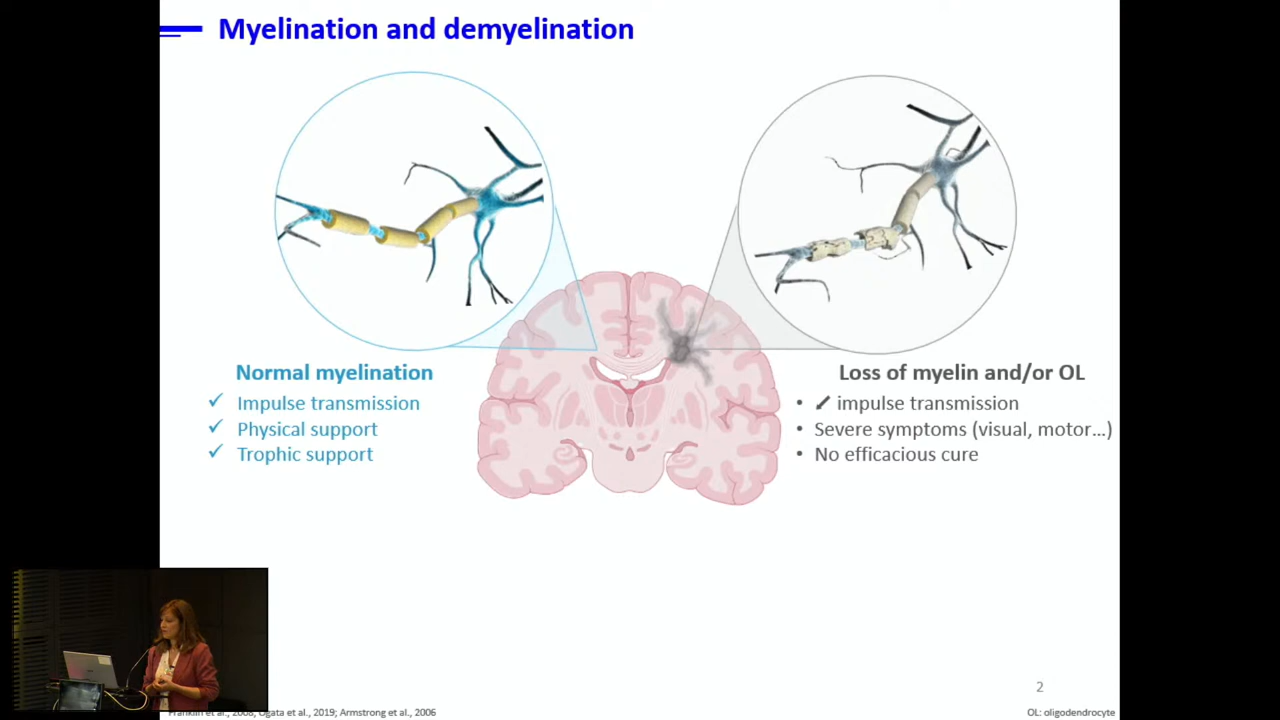 Myelination and demyelination
Normal myelination
✓ Impulse transmission
✓ Physical support
✓ Trophic support
Loss of myelin and/or OL
• ⬋ impulse transmission
• Severe symptoms (visual, motor...)
• No efficacious cure
2
Franklin et al., 2008, Ogata et al., 2019; Armstrong et al., 2006
OL: oligodendrocyte